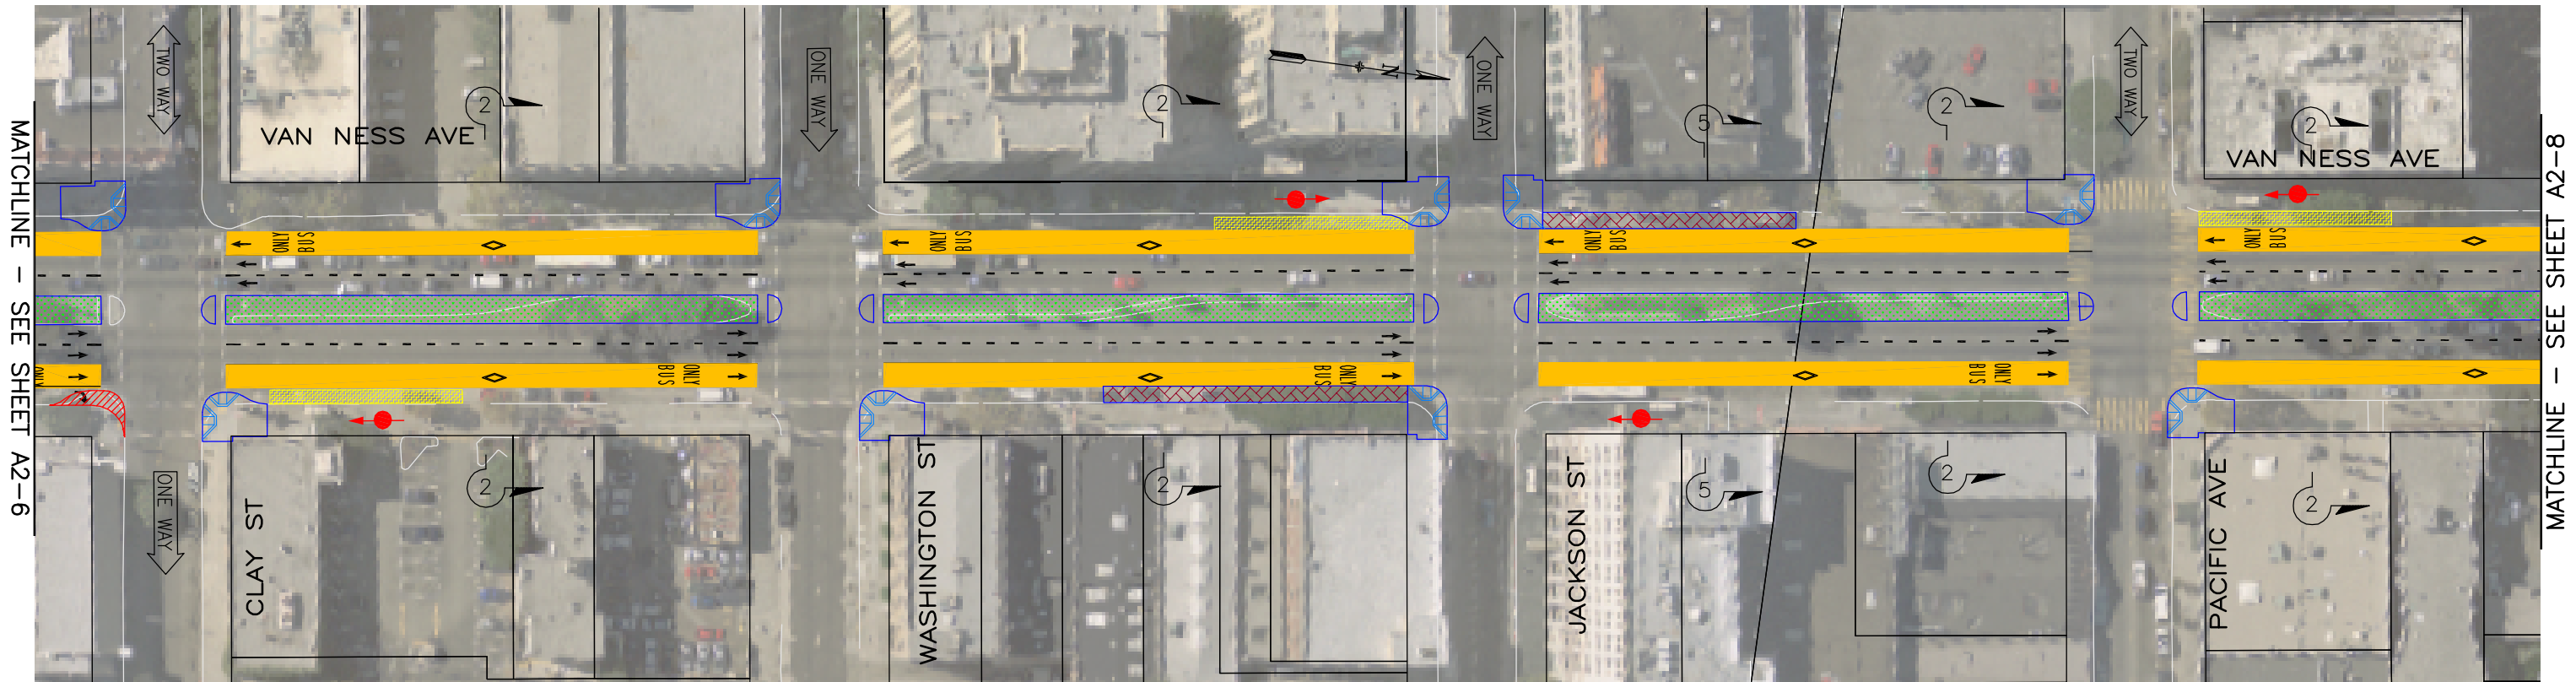 MATCHLINE - SEE SHEET A2-6
TWO WAY
VAN NESS AVE
2
ONE WAY
2
N
ONE WAY
5
2
TWO WAY
2
VAN NESS AVE
MATCHLINE - SEE SHEET A2-8
ONLY
BUS
ONLY
BUS
ONLY
BUS
ONLY
BUS
ONLY
BUS
ONLY
BUS
ONLY
BUS
ONLY
ONE WAY
CLAY ST
2
WASHINGTON ST
2
JACKSON ST
5
2
PACIFIC AVE
2